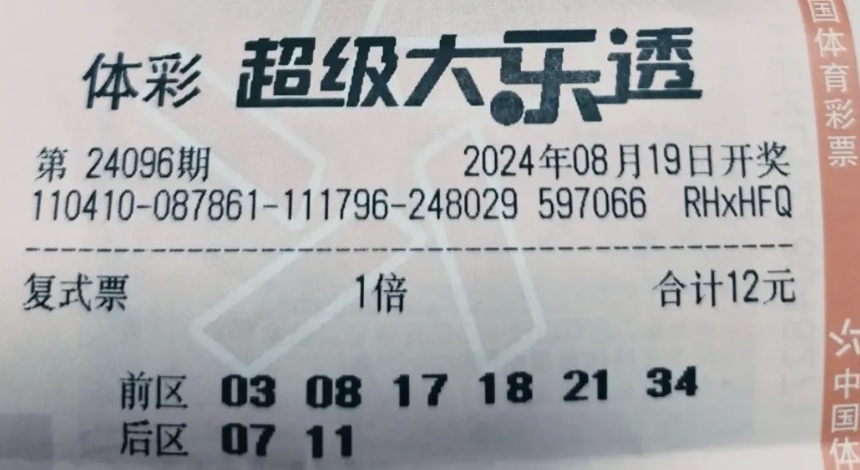 体彩 超级大乐透
第 24096期 2024年08月19日开奖
110410-087861-111796-248029 597066 RHxHFQ
复式票 1倍 合计12元
前区 03 08 17 18 21 34
后区 07 11
国体育彩票
中国体